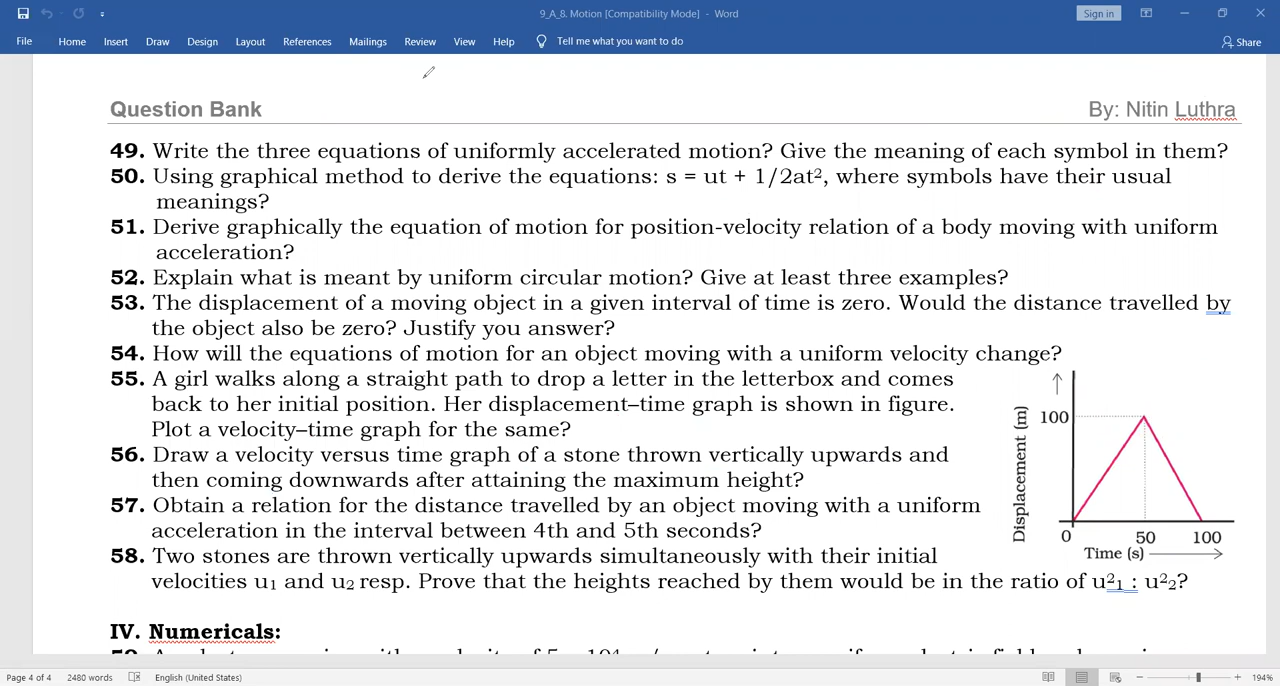 9_A_8. Motion [Compatibility Mode] - Word
Sign in
File Home Insert Draw Design Layout References Mailings Review View Help Tell me what you want to do Share
Question Bank By: Nitin Luthra
49. Write the three equations of uniformly accelerated motion? Give the meaning of each symbol in them?
50. Using graphical method to derive the equations: s = ut + 1/2at², where symbols have their usual
meanings?
51. Derive graphically the equation of motion for position-velocity relation of a body moving with uniform
acceleration?
52. Explain what is meant by uniform circular motion? Give at least three examples?
53. The displacement of a moving object in a given interval of time is zero. Would the distance travelled by
the object also be zero? Justify you answer?
54. How will the equations of motion for an object moving with a uniform velocity change?
55. A girl walks along a straight path to drop a letter in the letterbox and comes
back to her initial position. Her displacement–time graph is shown in figure.
Plot a velocity–time graph for the same?
56. Draw a velocity versus time graph of a stone thrown vertically upwards and
then coming downwards after attaining the maximum height?
57. Obtain a relation for the distance travelled by an object moving with a uniform
acceleration in the interval between 4th and 5th seconds?
58. Two stones are thrown vertically upwards simultaneously with their initial
velocities u₁ and u₂ resp. Prove that the heights reached by them would be in the ratio of u²₁ : u²₂?
Displacement (m)
100
0 50 100
Time (s)
IV. Numericals:
Page 4 of 4 2480 words English (United States) 194%